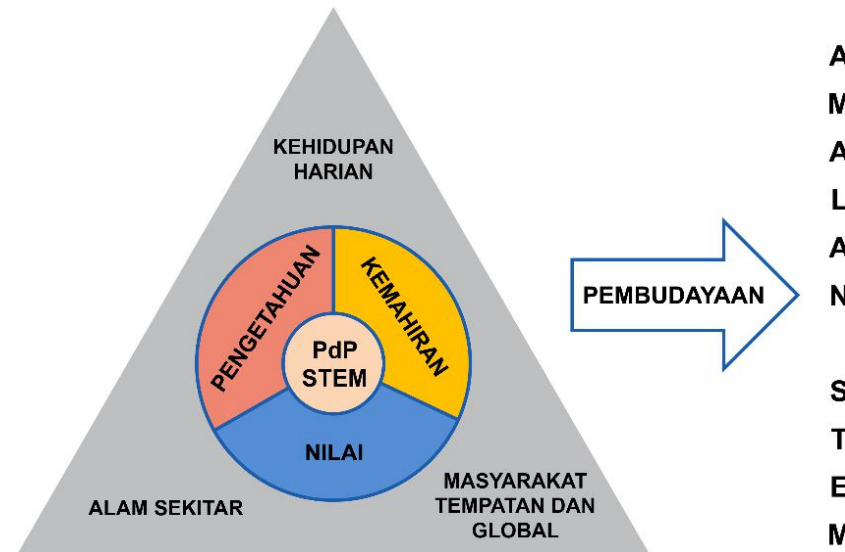 KEHIDUPAN
HARIAN
PENGETAHUAN
KEMAHIRAN
PdP
STEM
NILAI
ALAM SEKITAR
MASYARAKAT
TEMPATAN DAN
GLOBAL
PEMBUDAYAAN
A
M
A
L
A
N
S
T
E
M